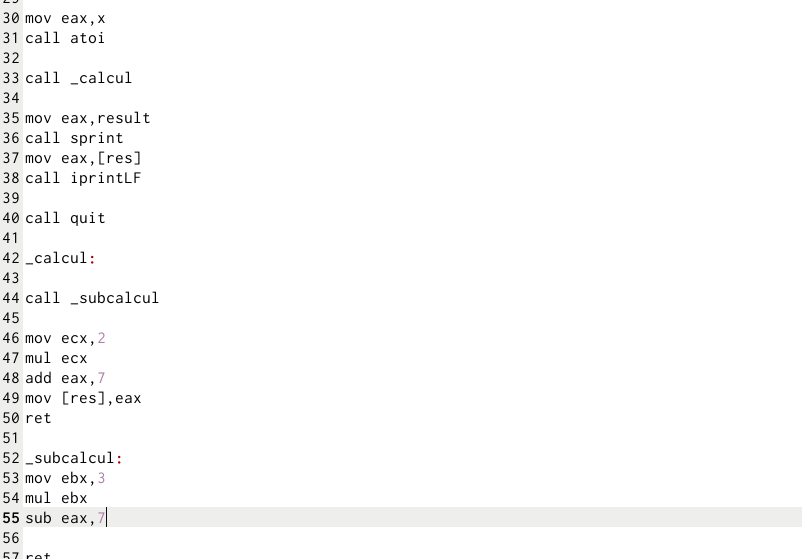 29
30 mov eax,x
31 call atoi
32
33 call _calcul
34
35 mov eax,result
36 call sprint
37 mov eax,[res]
38 call iprintLF
39
40 call quit
41
42 _calcul:
43
44 call _subcalcul
45
46 mov ecx,2
47 mul ecx
48 add eax,7
49 mov [res],eax
50 ret
51
52 _subcalcul:
53 mov ebx,3
54 mul ebx
55 sub eax,7
56
57 ret